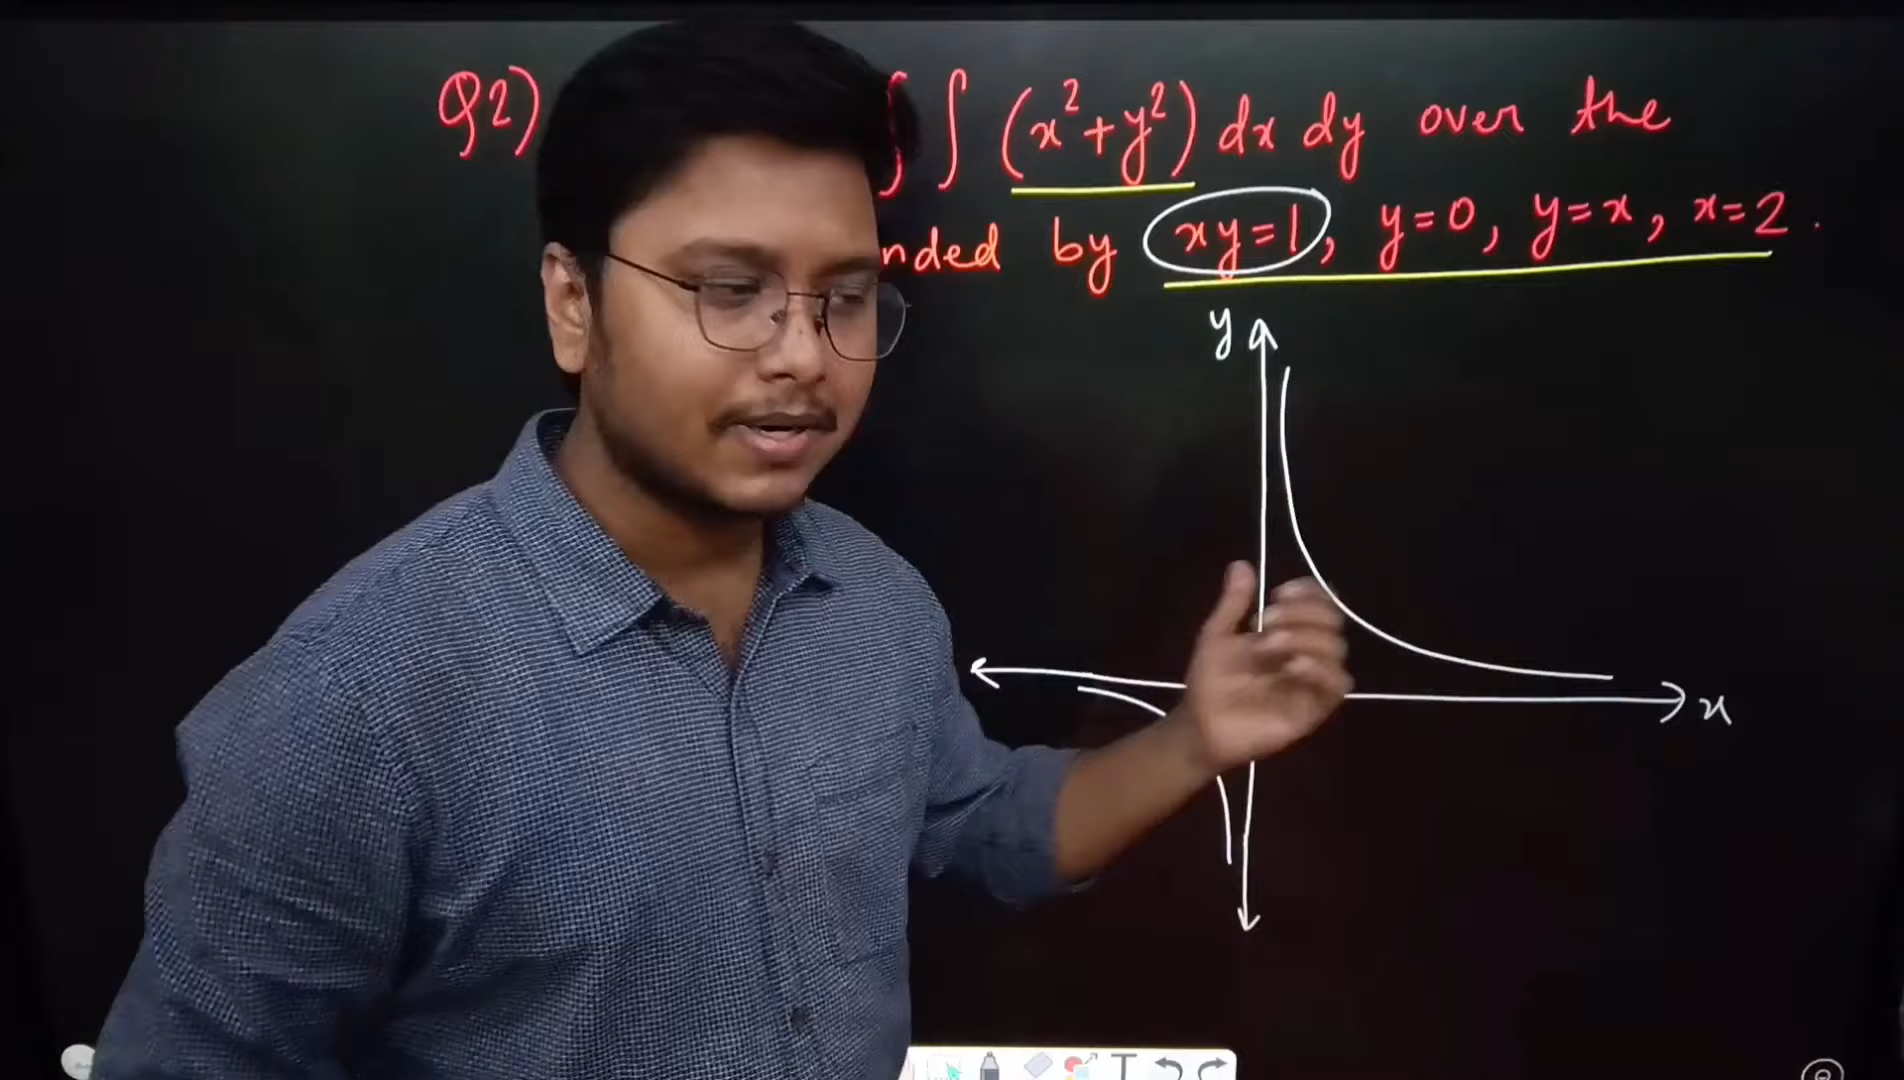 Q2) ∫ ∫ (x²+y²) dx dy over the
nded by xy=1, y=0, y=x, x=2.
y
x
T